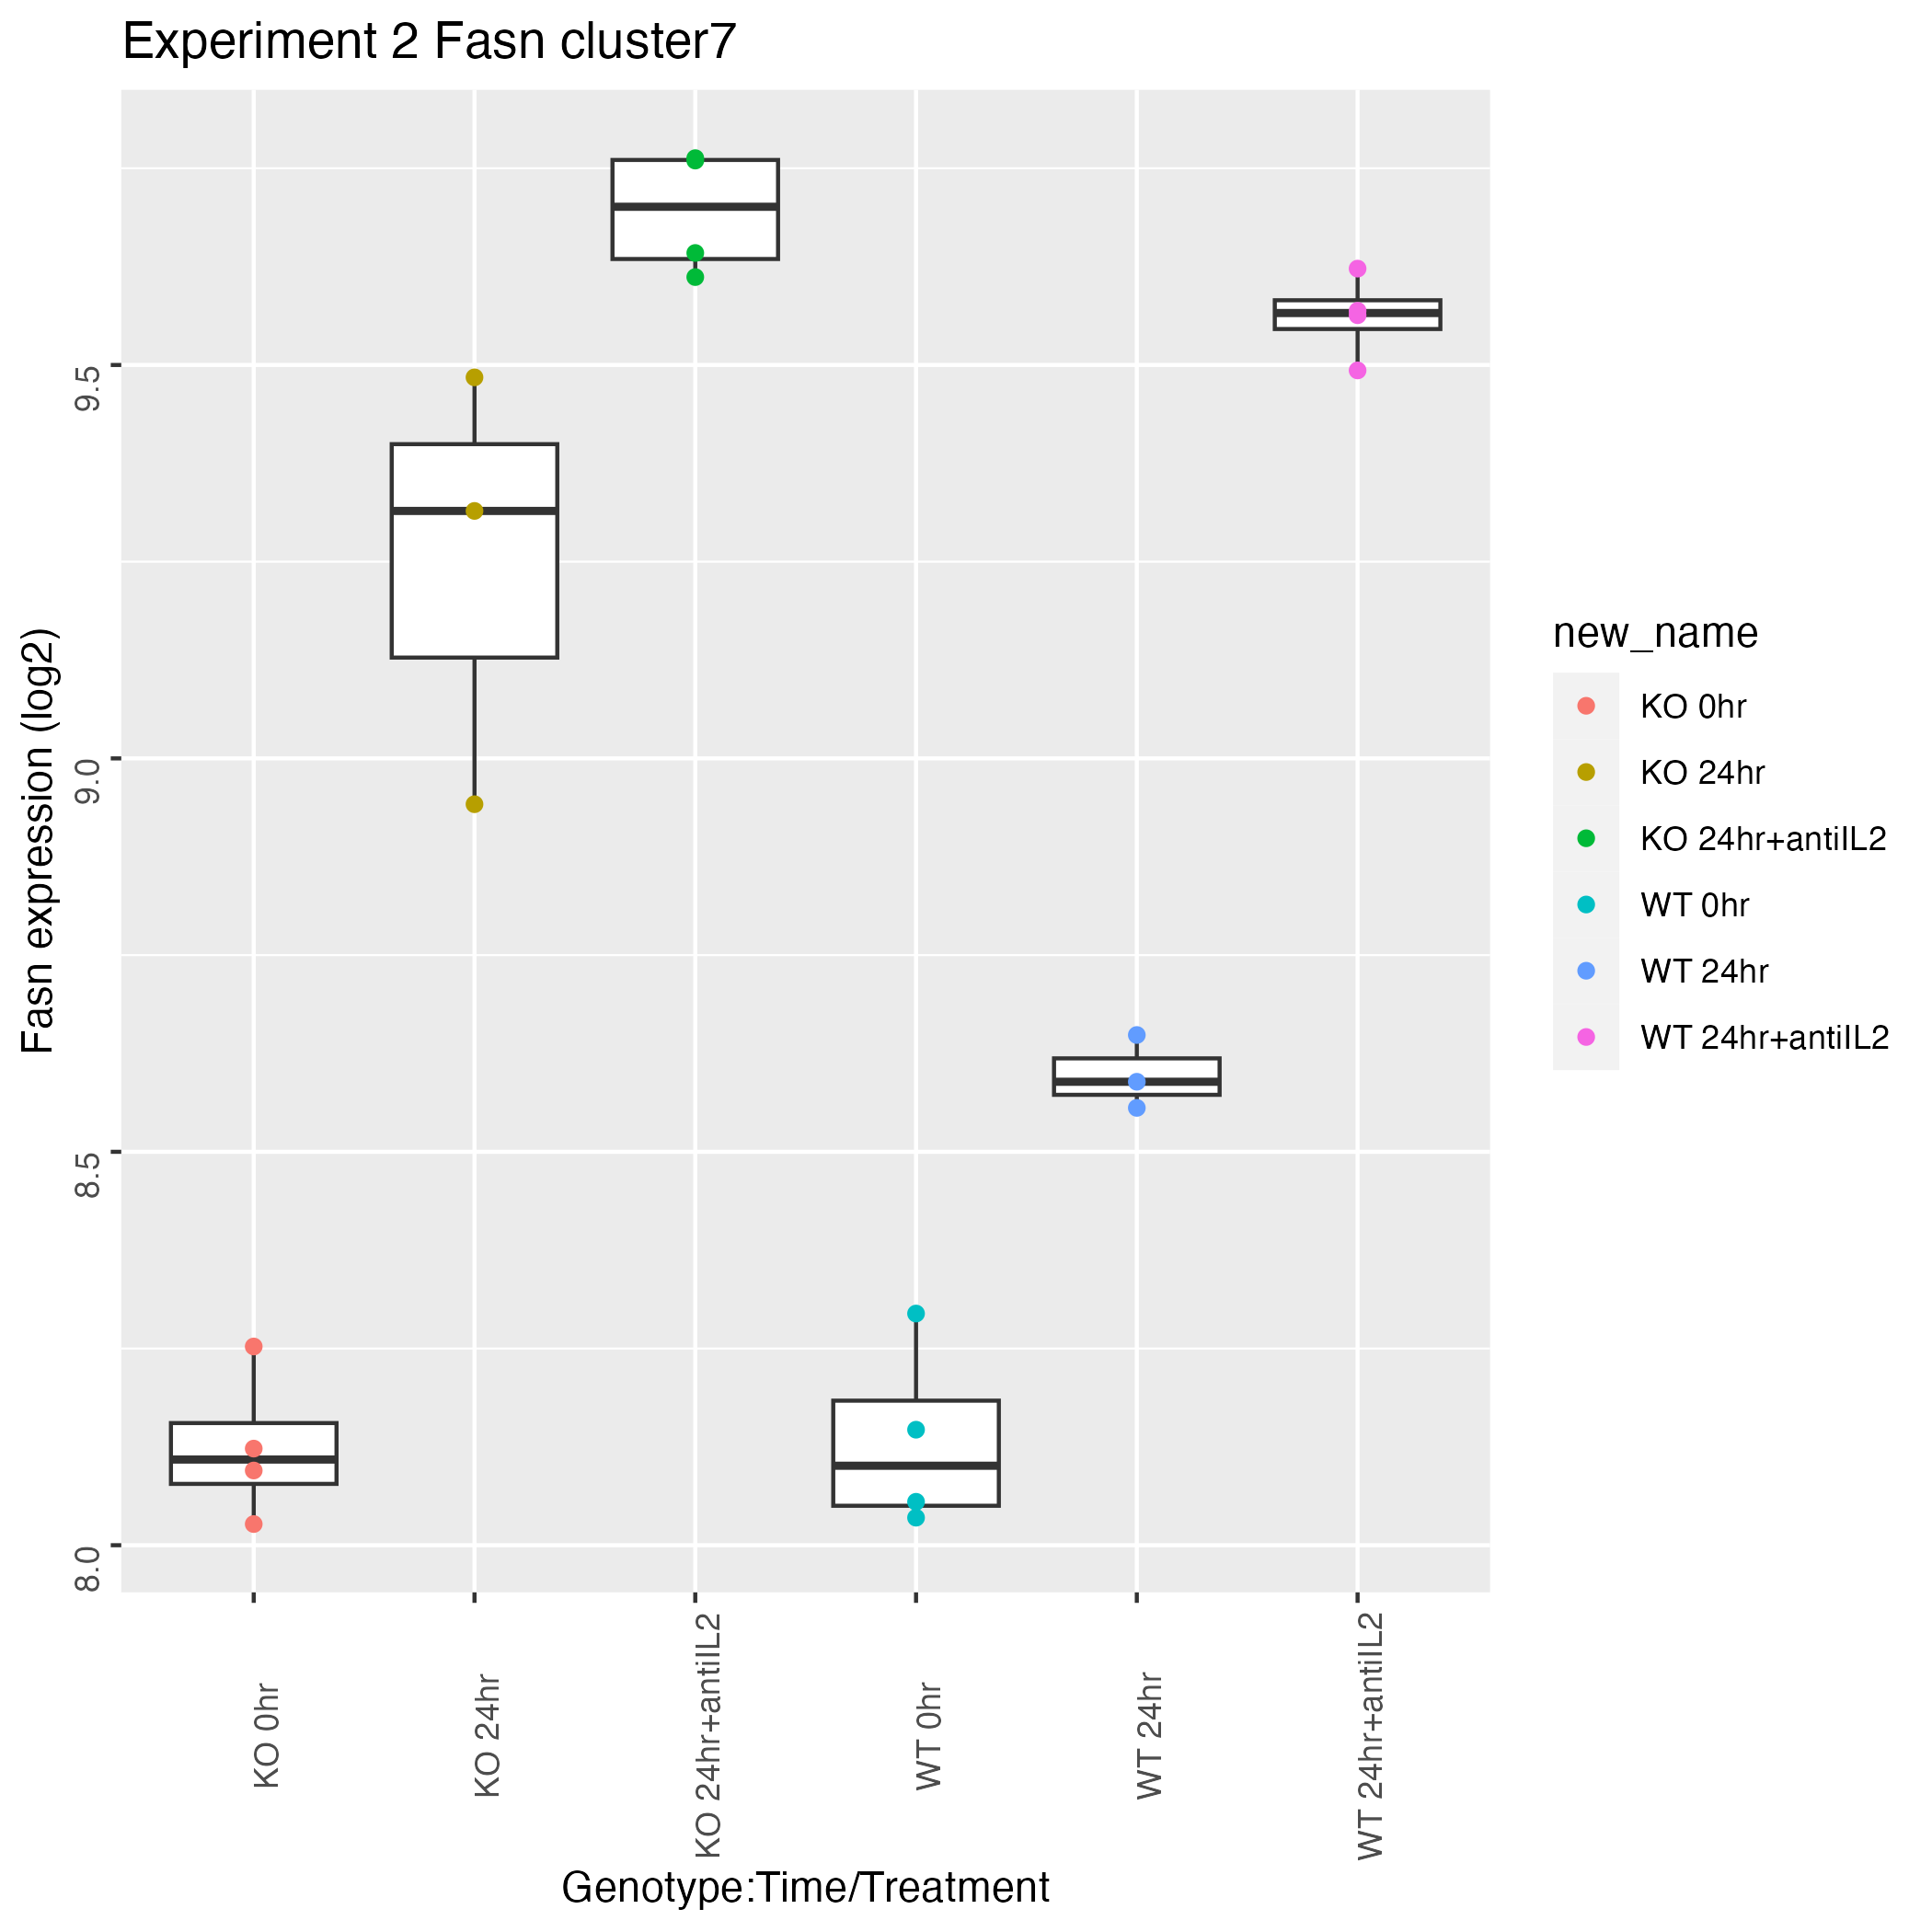 Experiment 2 Fasn cluster7
Fasn expression (log2)
9.5
9.0
8.5
8.0
KO 0hr
KO 24hr
KO 24hr+antiIL2
WT 0hr
WT 24hr
WT 24hr+antiIL2
Genotype:Time/Treatment
new_name
KO 0hr
KO 24hr
KO 24hr+antiIL2
WT 0hr
WT 24hr
WT 24hr+antiIL2